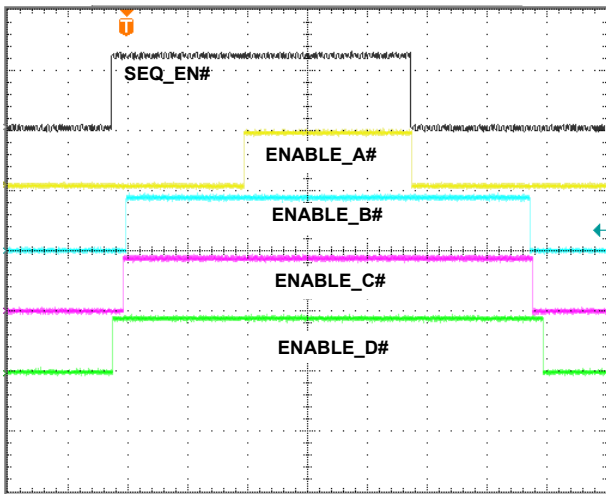 T
SEQ_EN#
ENABLE_A#
ENABLE_B#
ENABLE_C#
ENABLE_D#